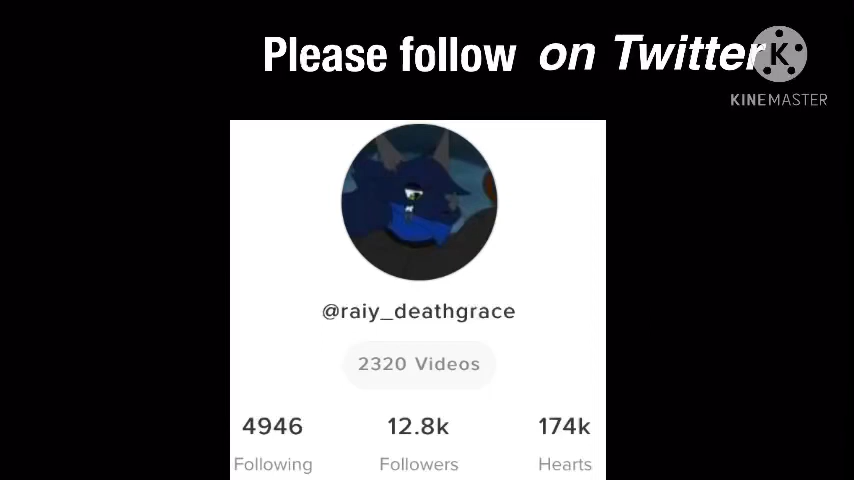 Please follow on Twitter
KINEMASTER
@raiy_deathgrace
2320 Videos
4946 12.8k 174k
Following Followers Hearts